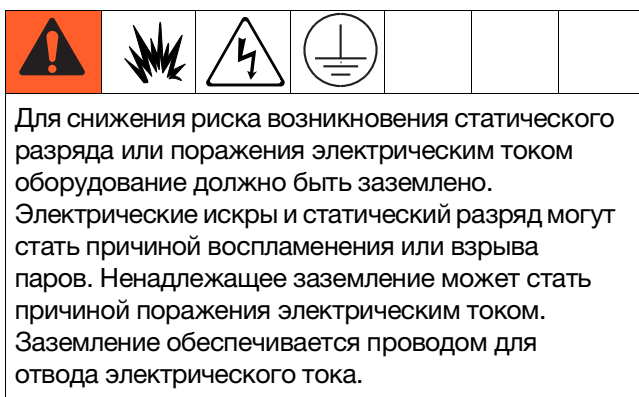 Для снижения риска возникновения статического
разряда или поражения электрическим током
оборудование должно быть заземлено.
Электрические искры и статический разряд могут
стать причиной воспламенения или взрыва
паров. Ненадлежащее заземление может стать
причиной поражения электрическим током.
Заземление обеспечивается проводом для
отвода электрического тока.